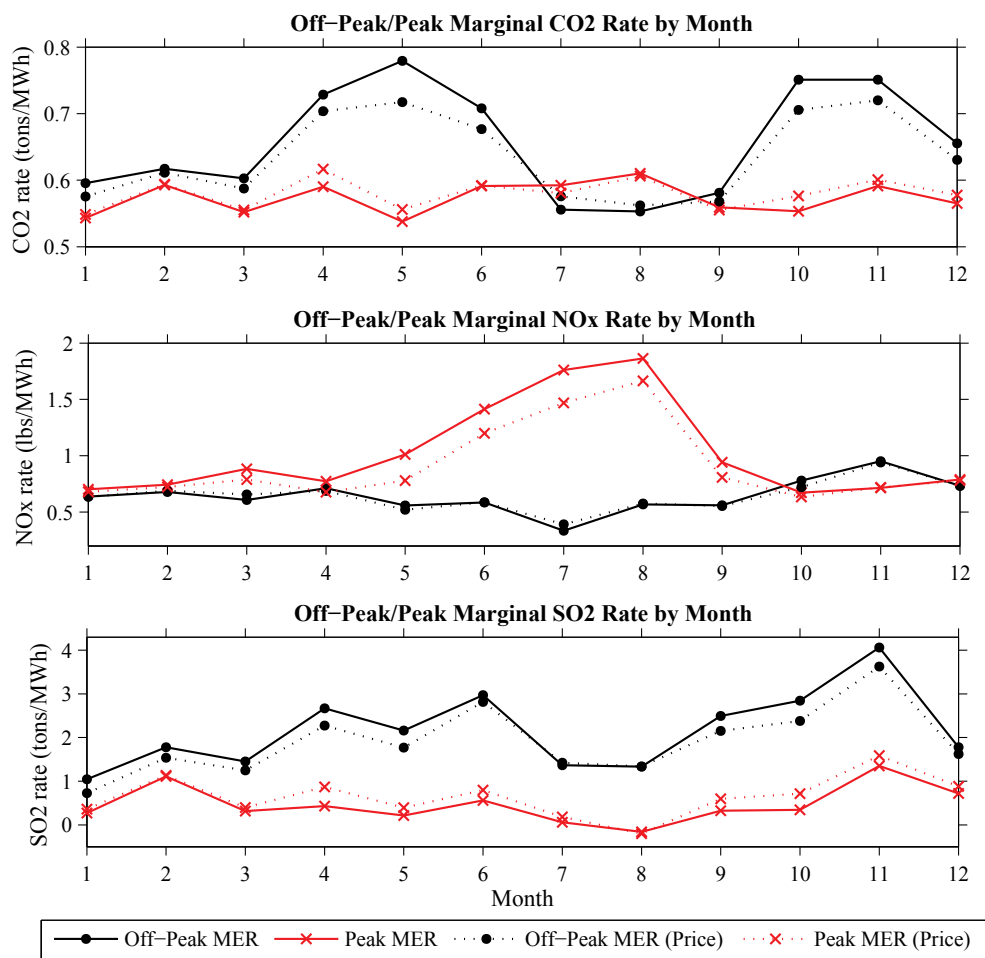 Off−Peak/Peak Marginal CO2 Rate by Month
CO2 rate (tons/MWh)
0.8
0.7
0.6
0.5
1 2 3 4 5 6 7 8 9 10 11 12
Off−Peak/Peak Marginal NOx Rate by Month
NOx rate (lbs/MWh)
2
1.5
1
0.5
1 2 3 4 5 6 7 8 9 10 11 12
Off−Peak/Peak Marginal SO2 Rate by Month
SO2 rate (tons/MWh)
4
3
2
1
0
1 2 3 4 5 6 7 8 9 10 11 12
Month
Off−Peak MER Peak MER Off−Peak MER (Price) Peak MER (Price)